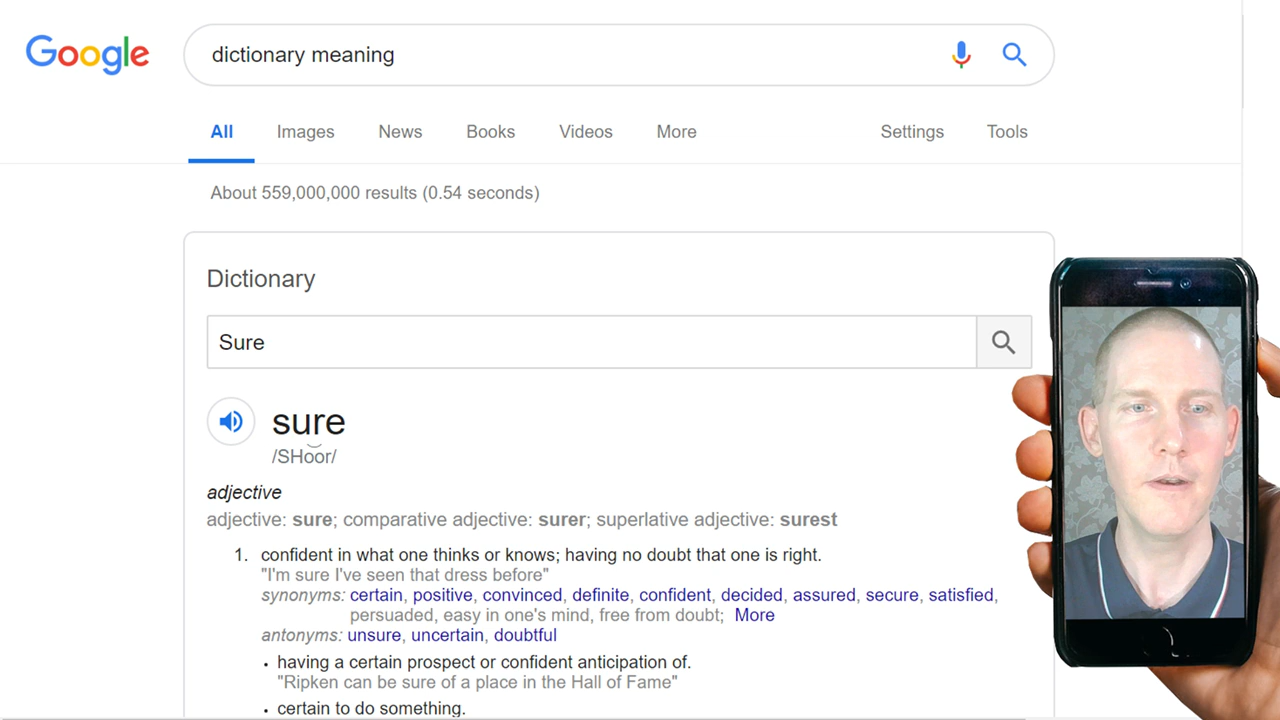 Google
dictionary meaning
All Images News Books Videos More Settings Tools
About 559,000,000 results (0.54 seconds)
Dictionary
Sure
sure
/SHo͝or/
adjective
adjective: sure; comparative adjective: surer; superlative adjective: surest
1. confident in what one thinks or knows; having no doubt that one is right.
"I'm sure I've seen that dress before"
synonyms: certain, positive, convinced, definite, confident, decided, assured, secure, satisfied,
persuaded, easy in one's mind, free from doubt; More
antonyms: unsure, uncertain, doubtful
• having a certain prospect or confident anticipation of.
"Ripken can be sure of a place in the Hall of Fame"
• certain to do something.